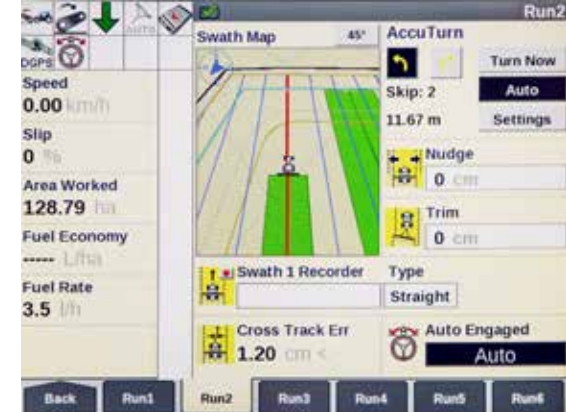 Run2
AUTO
DGPS
Swath Map
45°
AccuTurn
Turn Now
Skip: 2
Auto
11.67 m
Settings
Speed
0.00 km/h
Slip
0 %
Area Worked
128.79 ha
Fuel Economy
----- L/ha
Fuel Rate
3.5 l/h
Nudge
0 cm
Trim
0 cm
Swath 1 Recorder
Type
Straight
Cross Track Err
1.20 cm <
Auto Engaged
Auto
Back
Run1
Run2
Run3
Run4
Run5
Run6